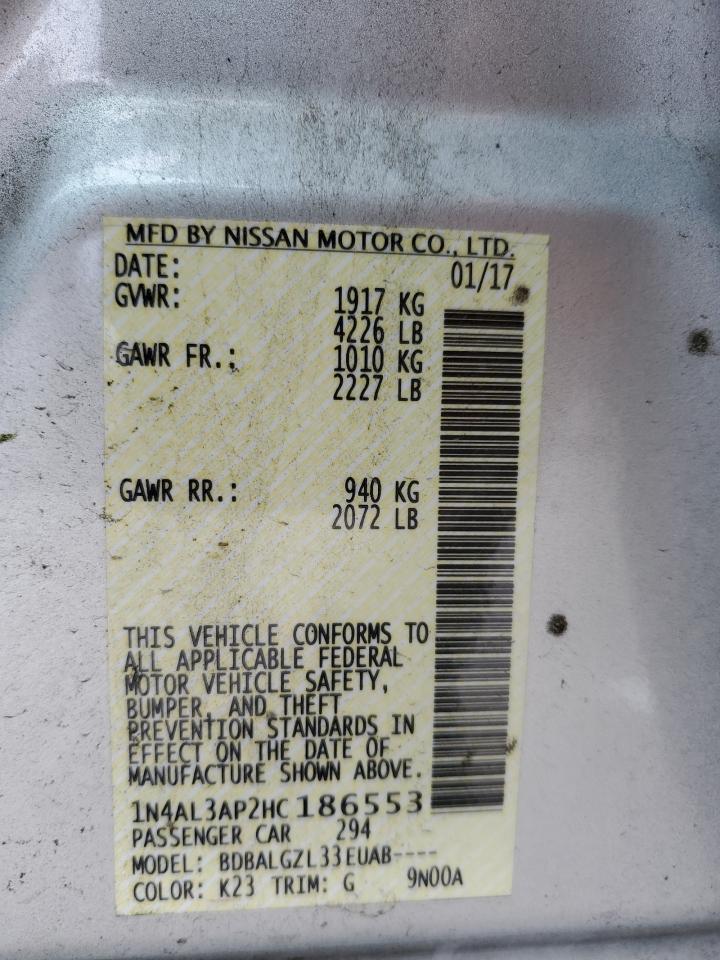 MFD BY NISSAN MOTOR CO., LTD.
DATE: 01/17
GVWR: 1917 KG
4226 LB
GAWR FR.: 1010 KG
2227 LB
GAWR RR.: 940 KG
2072 LB
THIS VEHICLE CONFORMS TO
ALL APPLICABLE FEDERAL
MOTOR VEHICLE SAFETY,
BUMPER, AND THEFT
PREVENTION STANDARDS IN
EFFECT ON THE DATE OF
MANUFACTURE SHOWN ABOVE.
1N4AL3AP2HC186553
PASSENGER CAR 294
MODEL: BDBALGZL33EUAB----
COLOR: K23 TRIM: G 9N00A